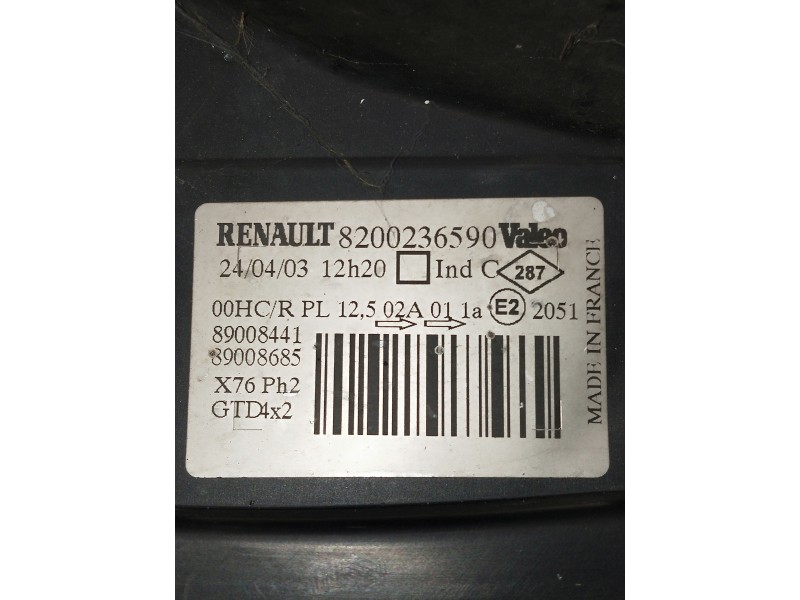 RENAULT 8200236590 Valeo
24/04/03 12h20 Ind C 287
00HC/R PL 12,5 02A 01 1a E2 2051
89008441
89008685
X76 Ph2
GTD4x2
MADE IN FRANCE